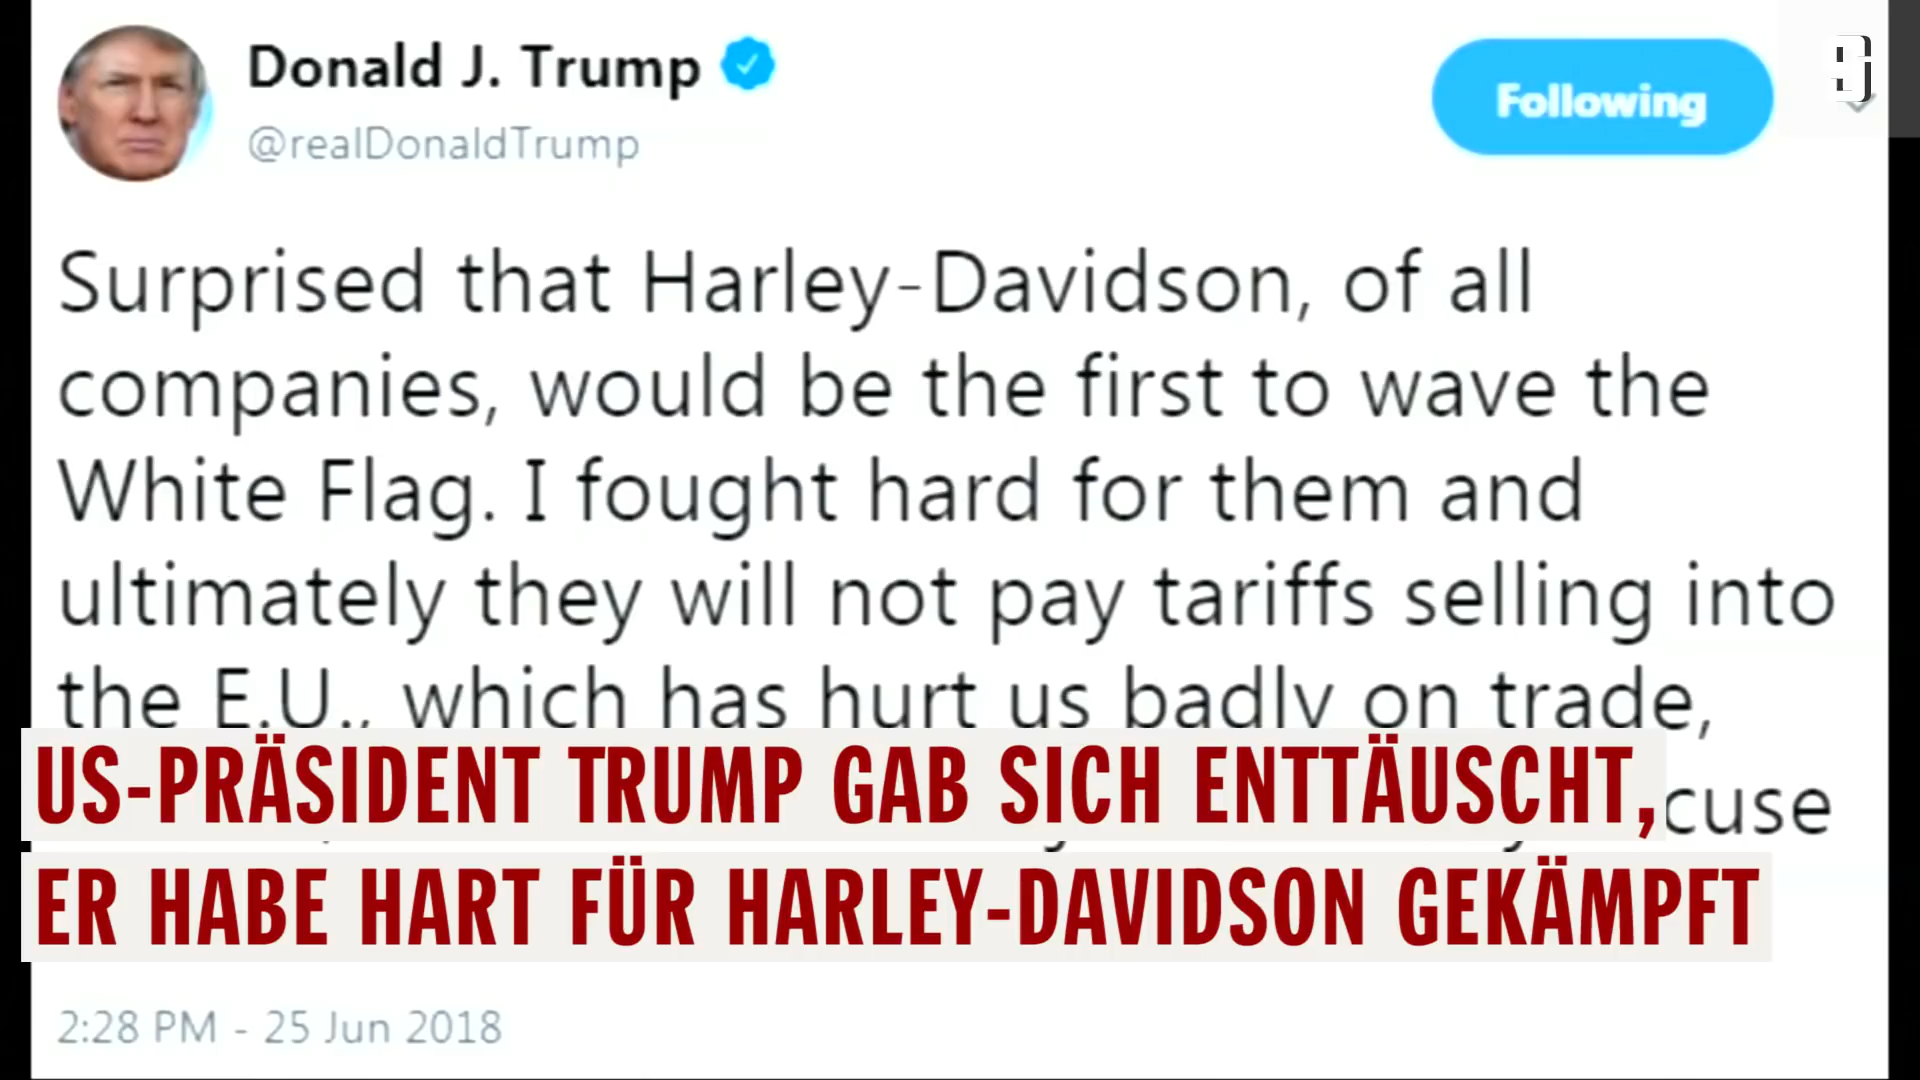 Donald J. Trump
@realDonaldTrump
Following
Surprised that Harley-Davidson, of all
companies, would be the first to wave the
White Flag. I fought hard for them and
ultimately they will not pay tariffs selling into
the E.U., which has hurt us badly on trade,
US-PRÄSIDENT TRUMP GAB SICH ENTTÄUSCHT,
ER HABE HART FÜR HARLEY-DAVIDSON GEKÄMPFT
2:28 PM - 25 Jun 2018